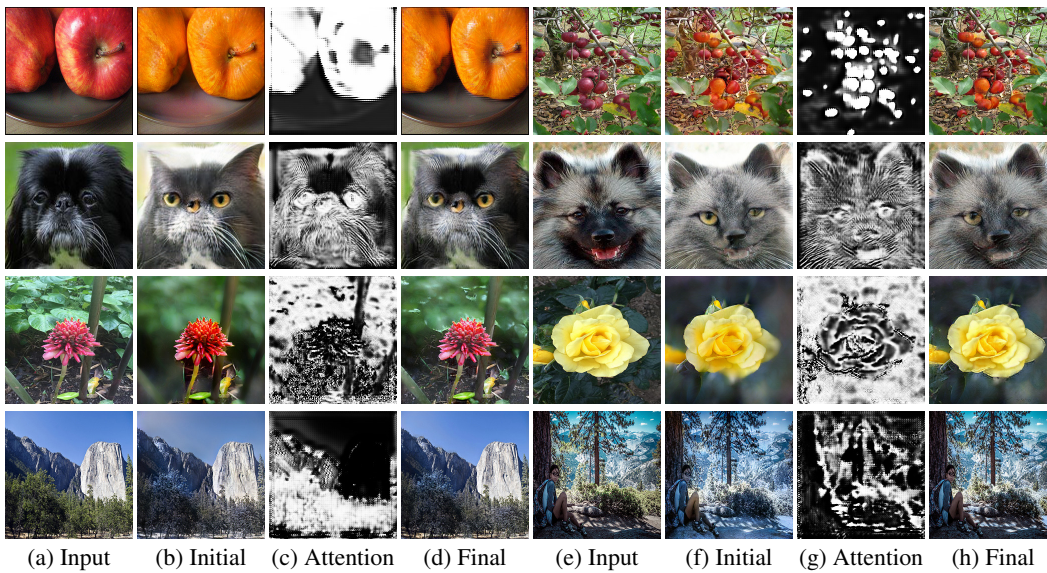 (a) Input (b) Initial (c) Attention (d) Final (e) Input (f) Initial (g) Attention (h) Final